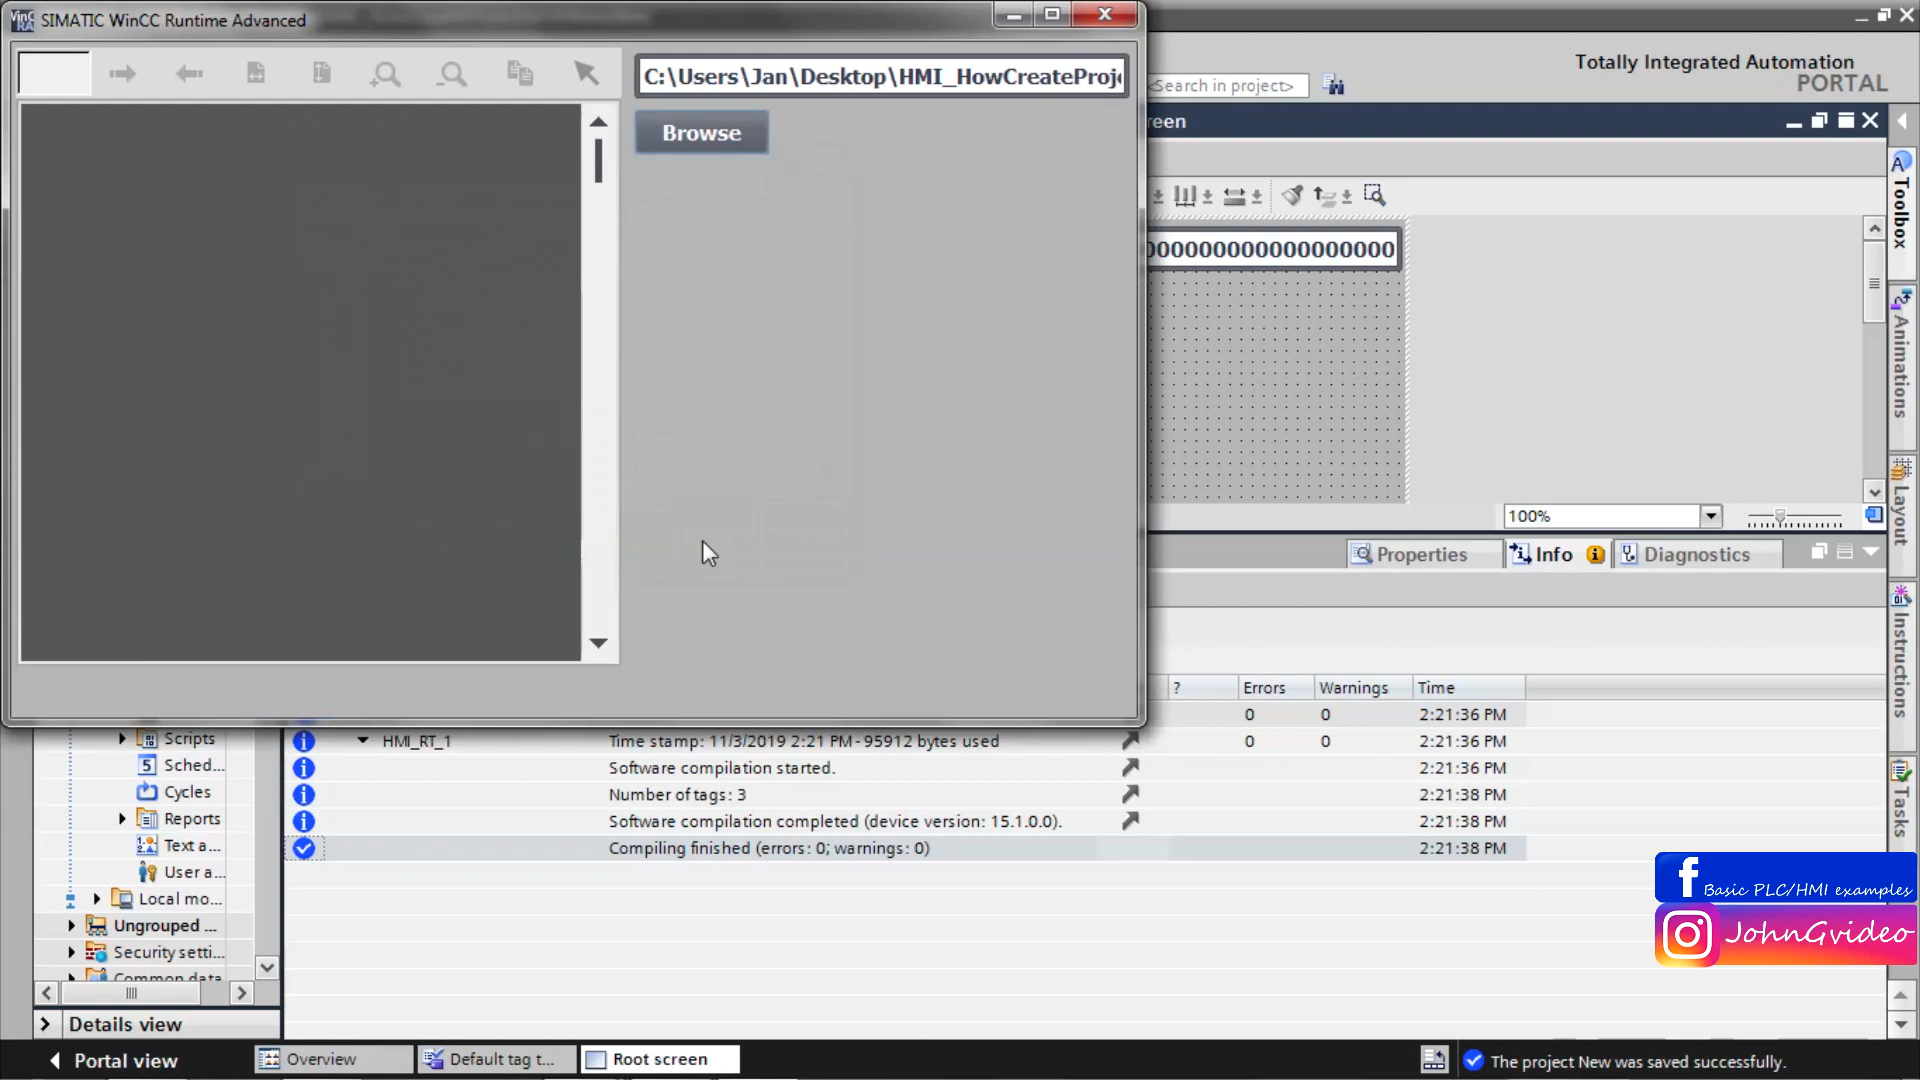 SIMATIC WinCC Runtime Advanced
C:\Users\Jan\Desktop\HMI_HowCreateProj
Browse
Totally Integrated Automation
PORTAL
<Search in project>
reen
0000000000000000000
100%
Properties
Info
Diagnostics
Toolbox
Animations
Layout
Instructions
Tasks
? Errors Warnings Time
0 0 2:21:36 PM
HMI_RT_1 Time stamp: 11/3/2019 2:21 PM - 95912 bytes used 0 0 2:21:36 PM
Software compilation started. 2:21:36 PM
Number of tags: 3 2:21:38 PM
Software compilation completed (device version: 15.1.0.0). 2:21:38 PM
Compiling finished (errors: 0; warnings: 0) 2:21:38 PM
Scripts
Sched...
Cycles
Reports
Text a...
User a...
Local mo...
Ungrouped ...
Security setti...
Common data
Details view
Basic PLC/HMI examples
JohnGvideo
Portal view
Overview
Default tag t...
Root screen
The project New was saved successfully.